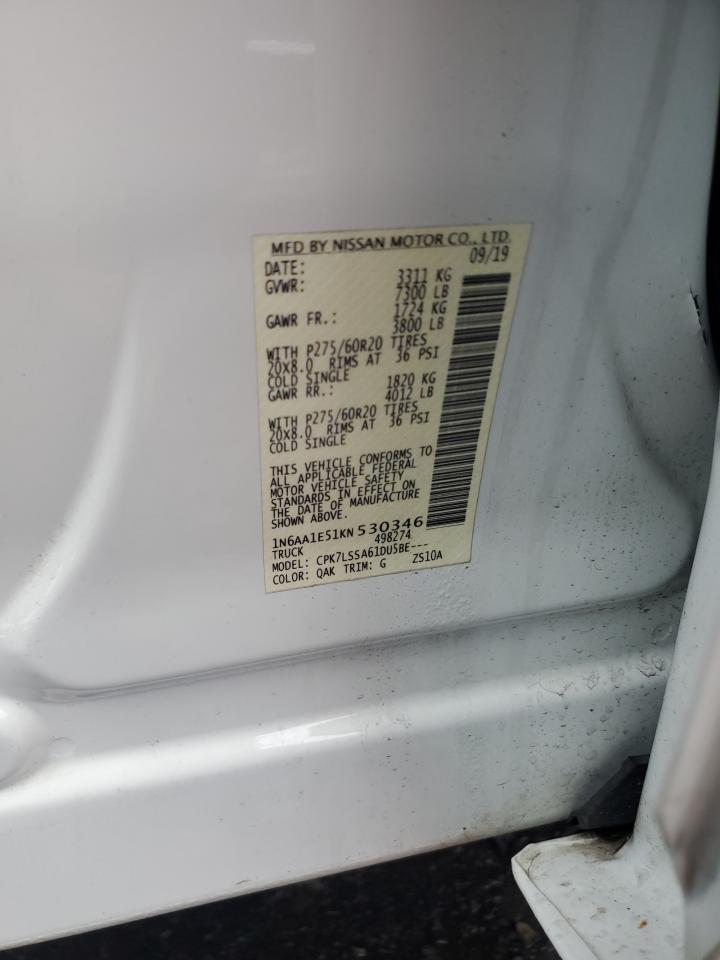 MFD BY NISSAN MOTOR CO., LTD.
DATE: 09/19
GVWR: 3311 KG
7300 LB
GAWR FR.: 1724 KG
3800 LB
WITH P275/60R20 TIRES
20X8.0 RIMS AT 36 PSI
COLD SINGLE
GAWR RR.: 1820 KG
4012 LB
WITH P275/60R20 TIRES
20X8.0 RIMS AT 36 PSI
COLD SINGLE
THIS VEHICLE CONFORMS TO
ALL APPLICABLE FEDERAL
MOTOR VEHICLE SAFETY
STANDARDS IN EFFECT ON
THE DATE OF MANUFACTURE
SHOWN ABOVE.
1N6AA1E51KN530346
TRUCK 498274
MODEL: CPK7LSSA61DU5BE---
COLOR: QAK TRIM: G ZS10A